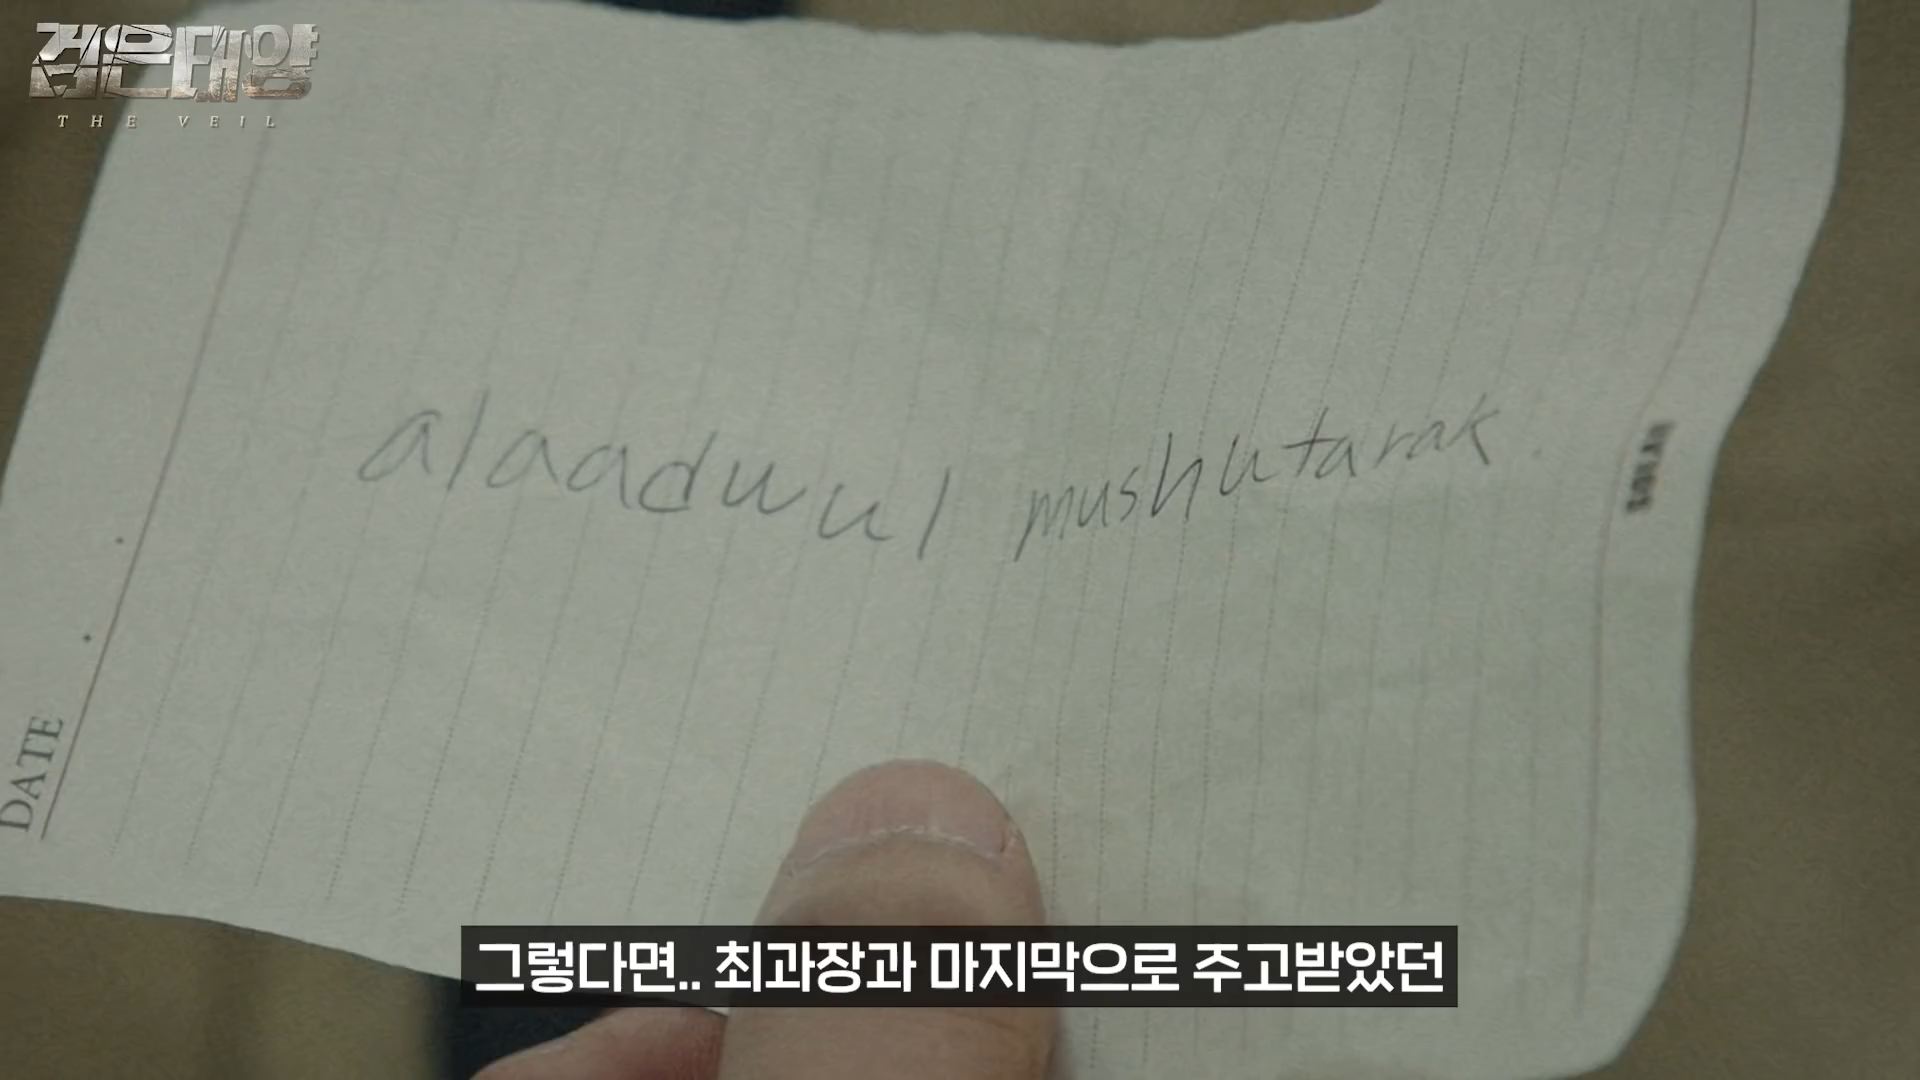 검은태양
THE VEIL
alaaduul mushutarak
DATE
그렇다면.. 최과장과 마지막으로 주고받았던